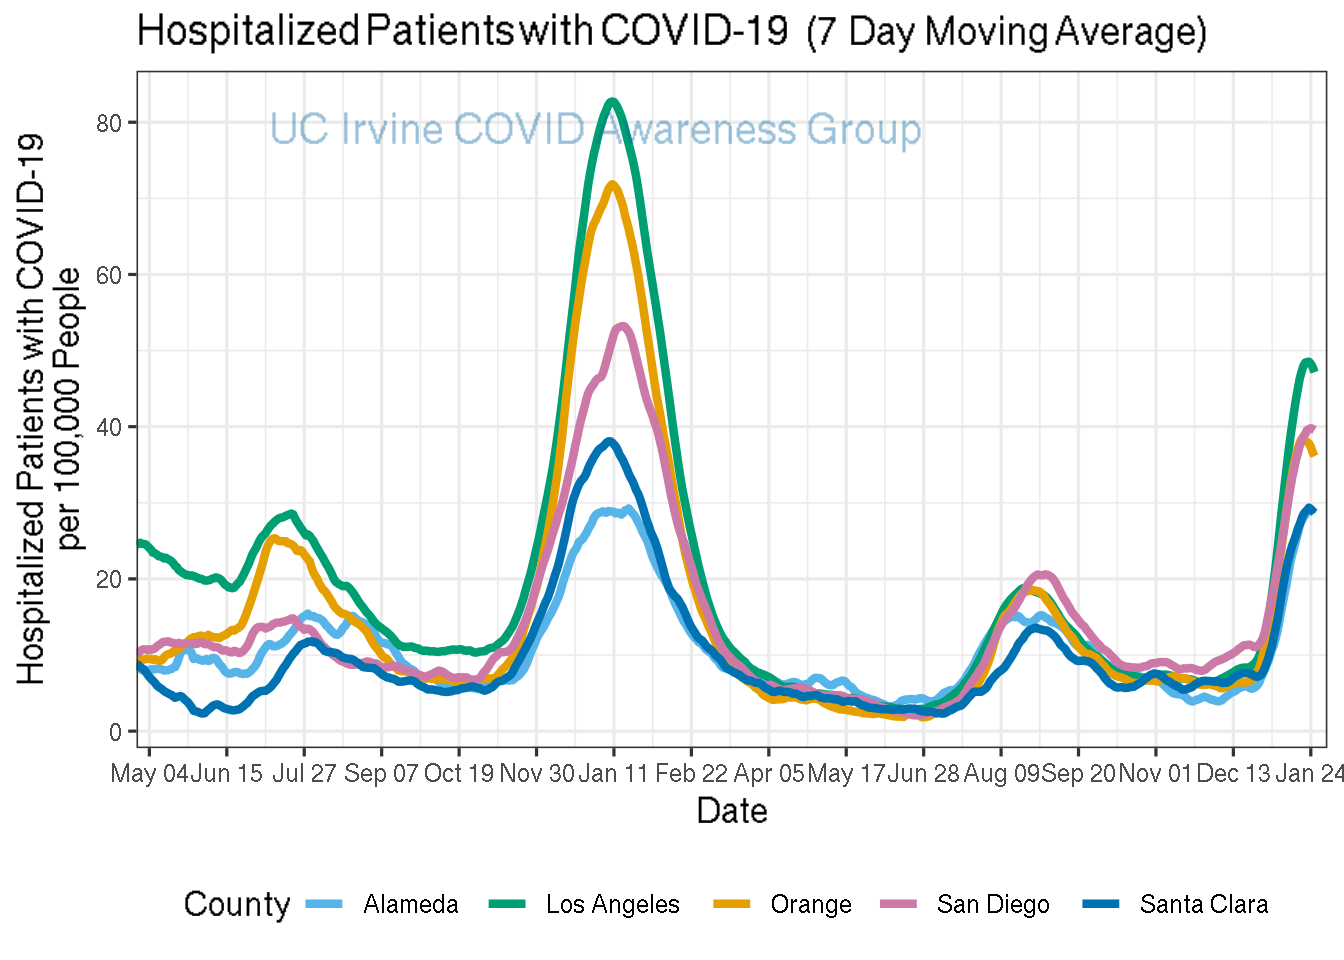 Hospitalized Patients with COVID-19 (7 Day Moving Average)
UC Irvine COVID Awareness Group
Hospitalized Patients with COVID-19
per 100,000 People
80
60
40
20
0
May 04 Jun 15 Jul 27 Sep 07 Oct 19 Nov 30 Jan 11 Feb 22 Apr 05 May 17 Jun 28 Aug 09 Sep 20 Nov 01 Dec 13 Jan 24
Date
County Alameda Los Angeles Orange San Diego Santa Clara